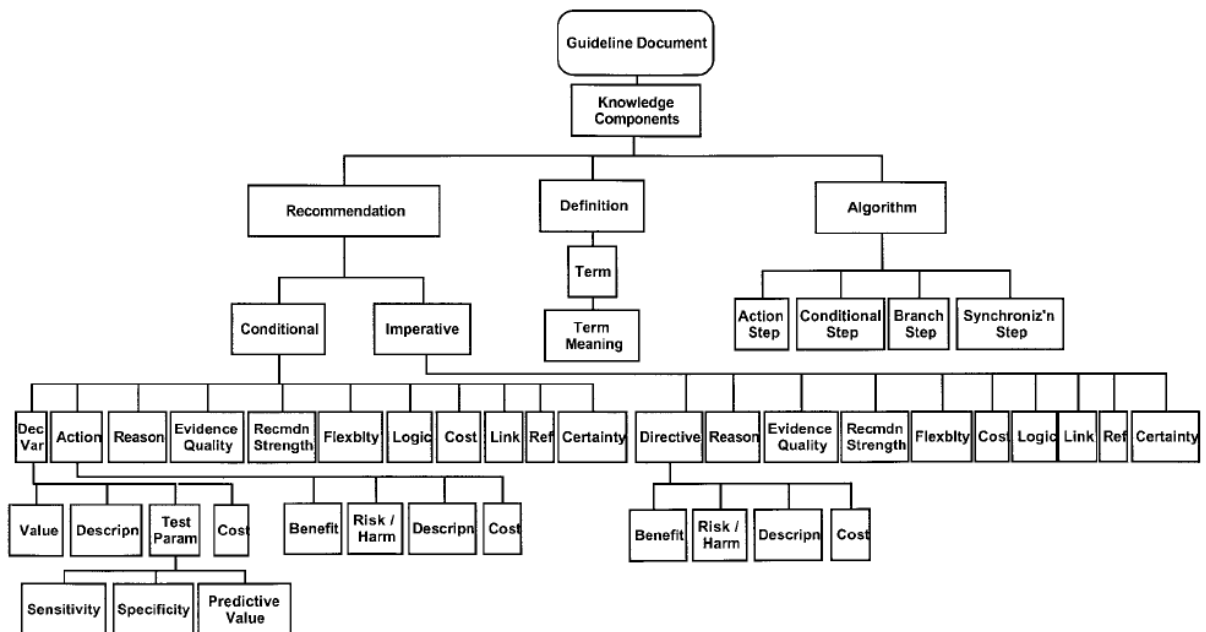 Guideline Document
Knowledge
Components
Recommendation
Definition
Algorithm
Term
Term
Meaning
Action
Step
Conditional
Step
Branch
Step
Synchroniz'n
Step
Conditional
Imperative
Dec
Var
Action
Reason
Evidence
Quality
Recmdn
Strength
Flexblty
Logic
Cost
Link
Ref
Certainty
Directive
Reason
Evidence
Quality
Recmdn
Strength
Flexblty
Cost
Logic
Link
Ref
Certainty
Value
Descripn
Test
Param
Cost
Benefit
Risk /
Harm
Descripn
Cost
Benefit
Risk /
Harm
Descripn
Cost
Sensitivity
Specificity
Predictive
Value